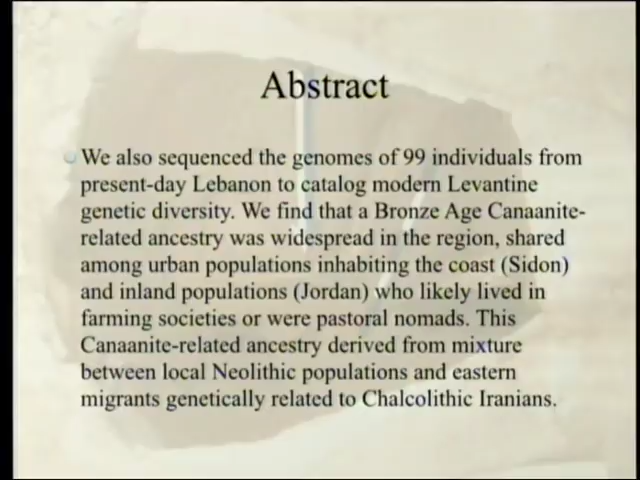 Abstract
We also sequenced the genomes of 99 individuals from
present-day Lebanon to catalog modern Levantine
genetic diversity. We find that a Bronze Age Canaanite-
related ancestry was widespread in the region, shared
among urban populations inhabiting the coast (Sidon)
and inland populations (Jordan) who likely lived in
farming societies or were pastoral nomads. This
Canaanite-related ancestry derived from mixture
between local Neolithic populations and eastern
migrants genetically related to Chalcolithic Iranians.